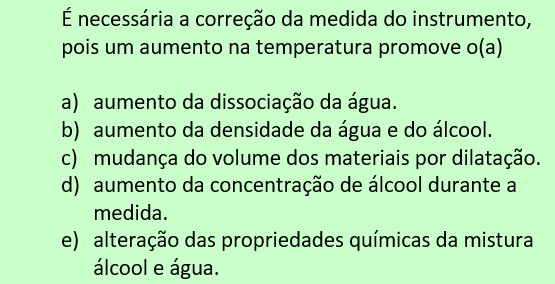 É necessária a correção da medida do instrumento,
pois um aumento na temperatura promove o(a)
a) aumento da dissociação da água.
b) aumento da densidade da água e do álcool.
c) mudança do volume dos materiais por dilatação.
d) aumento da concentração de álcool durante a
medida.
e) alteração das propriedades químicas da mistura
álcool e água.